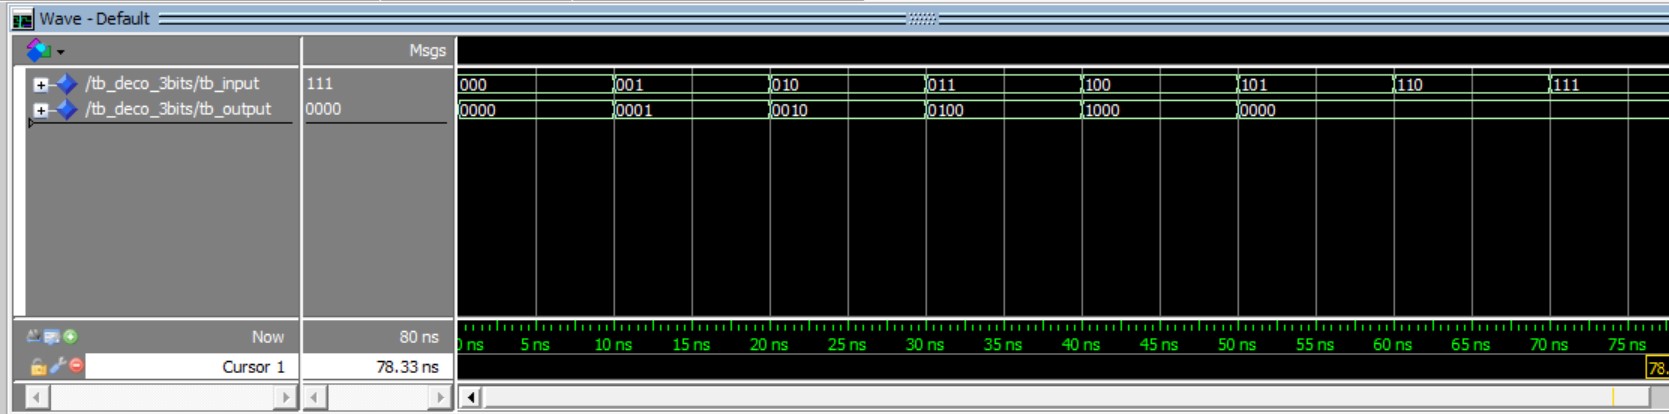 Wave - Default
Msgs
/tb_deco_3bits/tb_input 111 000 001 010 011 100 101 110 111
/tb_deco_3bits/tb_output 0000 0000 0001 0010 0100 1000 0000
Now 80 ns 0 ns 5 ns 10 ns 15 ns 20 ns 25 ns 30 ns 35 ns 40 ns 45 ns 50 ns 55 ns 60 ns 65 ns 70 ns 75 ns
Cursor 1 78.33 ns 78.